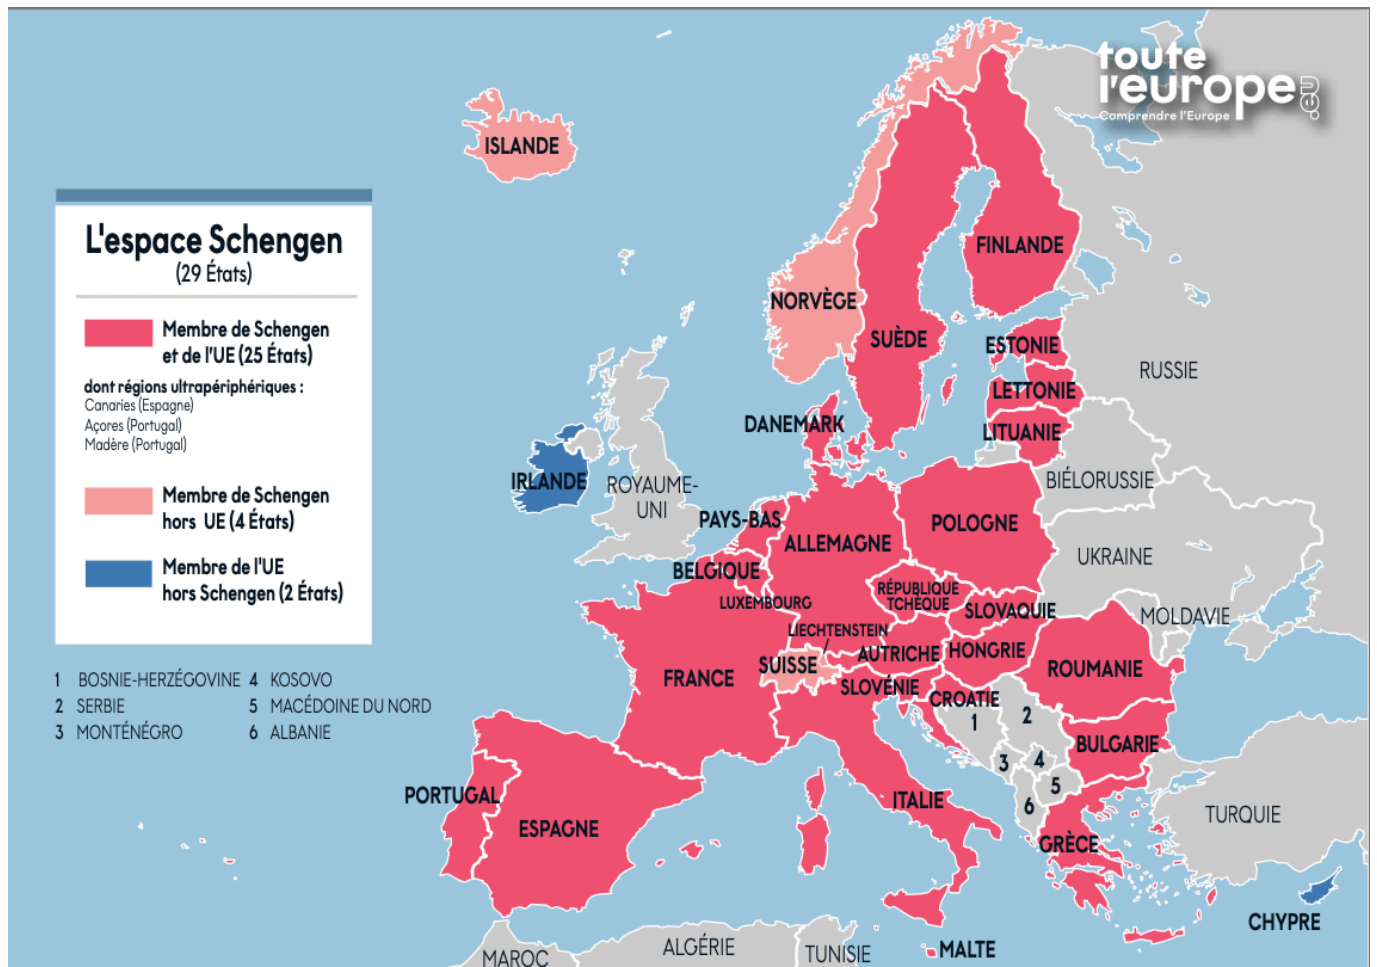 toute
l'europe
.eu
Comprendre l'Europe
L'espace Schengen
(29 États)
Membre de Schengen
et de l'UE (25 États)
dont régions ultrapériphériques :
Canaries (Espagne)
Açores (Portugal)
Madère (Portugal)
Membre de Schengen
hors UE (4 États)
Membre de l'UE
hors Schengen (2 États)
1 BOSNIE-HERZÉGOVINE 4 KOSOVO
2 SERBIE 5 MACÉDOINE DU NORD
3 MONTÉNÉGRO 6 ALBANIE
ISLANDE
NORVÈGE
SUÈDE
FINLANDE
ESTONIE
LETTONIE
LITUANIE
RUSSIE
DANEMARK
IRLANDE
ROYAUME-
UNI
PAYS-BAS
BELGIQUE
LUXEMBOURG
ALLEMAGNE
POLOGNE
BIÉLORUSSIE
UKRAINE
MOLDAVIE
RÉPUBLIQUE
TCHÈQUE
SLOVAQUIE
LIECHTENSTEIN
AUTRICHE
HONGRIE
ROUMANIE
SUISSE
FRANCE
SLOVÉNIE
CROATIE
1
2
3
4
5
6
BULGARIE
PORTUGAL
ESPAGNE
ITALIE
GRÈCE
TURQUIE
CHYPRE
MALTE
MAROC
ALGÉRIE
TUNISIE